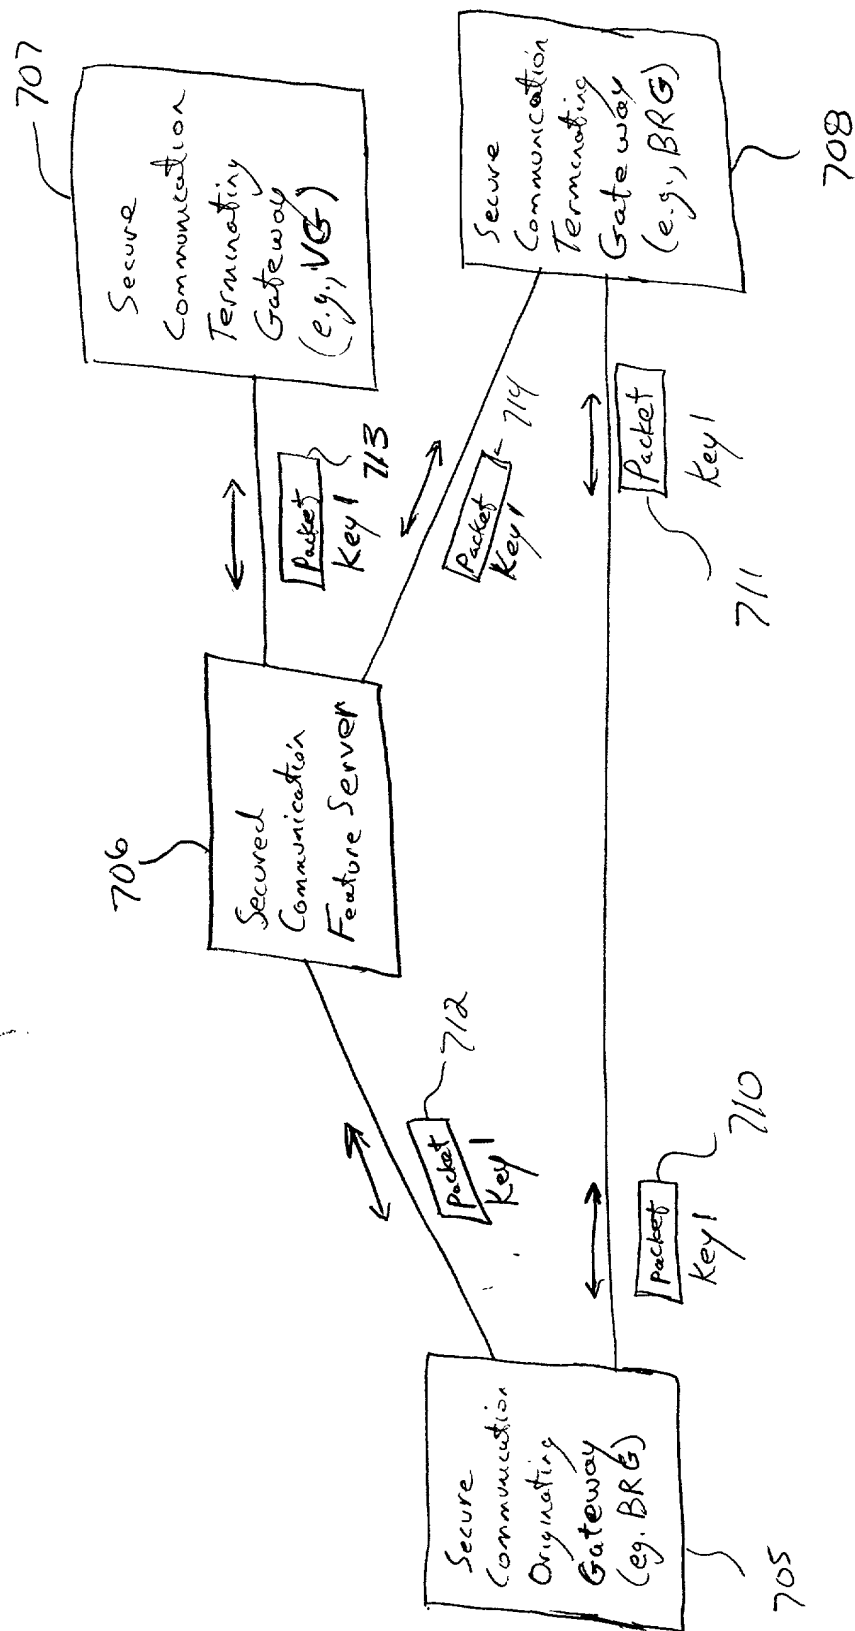 707
Secure
Communication
Terminating
Gateway
(e.g., VG)
Secure
Communication
Terminating
Gateway
(e.g., BRG)
708
Packet
Key 1
713
714
Packet
Key 1
Packet
Key 1
711
706
Secured
Communication
Feature Server
712
Packet
Key 1
Packet
Key 1
710
Secure
Communication
Originating
Gateway
(eg. BRG)
705